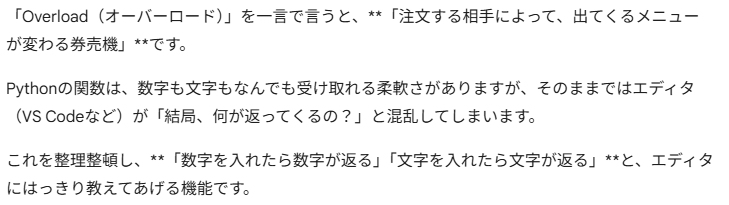 「Overload（オーバーロード）」を一言で言うと、**「注文する相手によって、出てくるメニュー
が変わる券売機」**です。
Pythonの関数は、数字も文字もなんでも受け取れる柔軟さがありますが、そのままではエディタ
（VS Codeなど）が「結局、何が返ってくるの？」と混乱してしまいます。
これを整理整頓し、**「数字を入れたら数字が返る」「文字を入れたら文字が返る」**と、エディタ
にはっきり教えてあげる機能です。